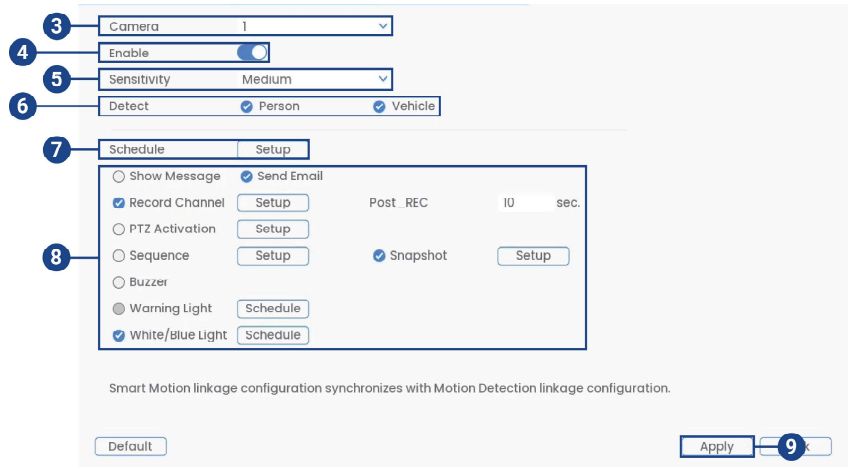 3 Camera 1
4 Enable
5 Sensitivity Medium
6 Detect Person Vehicle
7 Schedule Setup
Show Message Send Email
Record Channel Setup Post_REC 10 sec.
PTZ Activation Setup
8 Sequence Setup Snapshot Setup
Buzzer
Warning Light Schedule
White/Blue Light Schedule
Smart Motion linkage configuration synchronizes with Motion Detection linkage configuration.
Default Apply 9